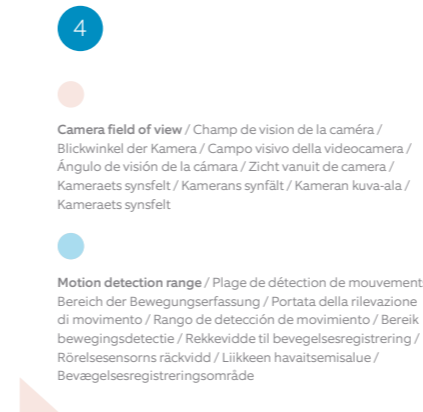 4
Camera field of view / Champ de vision de la caméra /
Blickwinkel der Kamera / Campo visivo della videocamera /
Ángulo de visión de la cámara / Zicht vanuit de camera /
Kameraets synsfelt / Kamerans synfält / Kameran kuva-ala /
Kameraets synsfelt
Motion detection range / Plage de détection de mouvement
Bereich der Bewegungserfassung / Portata della rilevazione
di movimento / Rango de detección de movimiento / Bereik
bewegingsdetectie / Rekkevidde til bevegelsesregistrering /
Rörelsesensorns räckvidd / Liikkeen havaitsemisalue /
Bevægelsesregistreringsområde